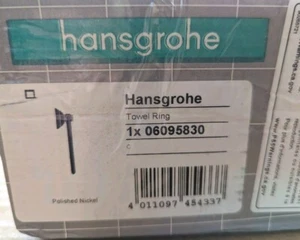 hansgrohe
Hansgrohe
Towel Ring
1x 06095830
c
Polished Nickel
4 011097 454337